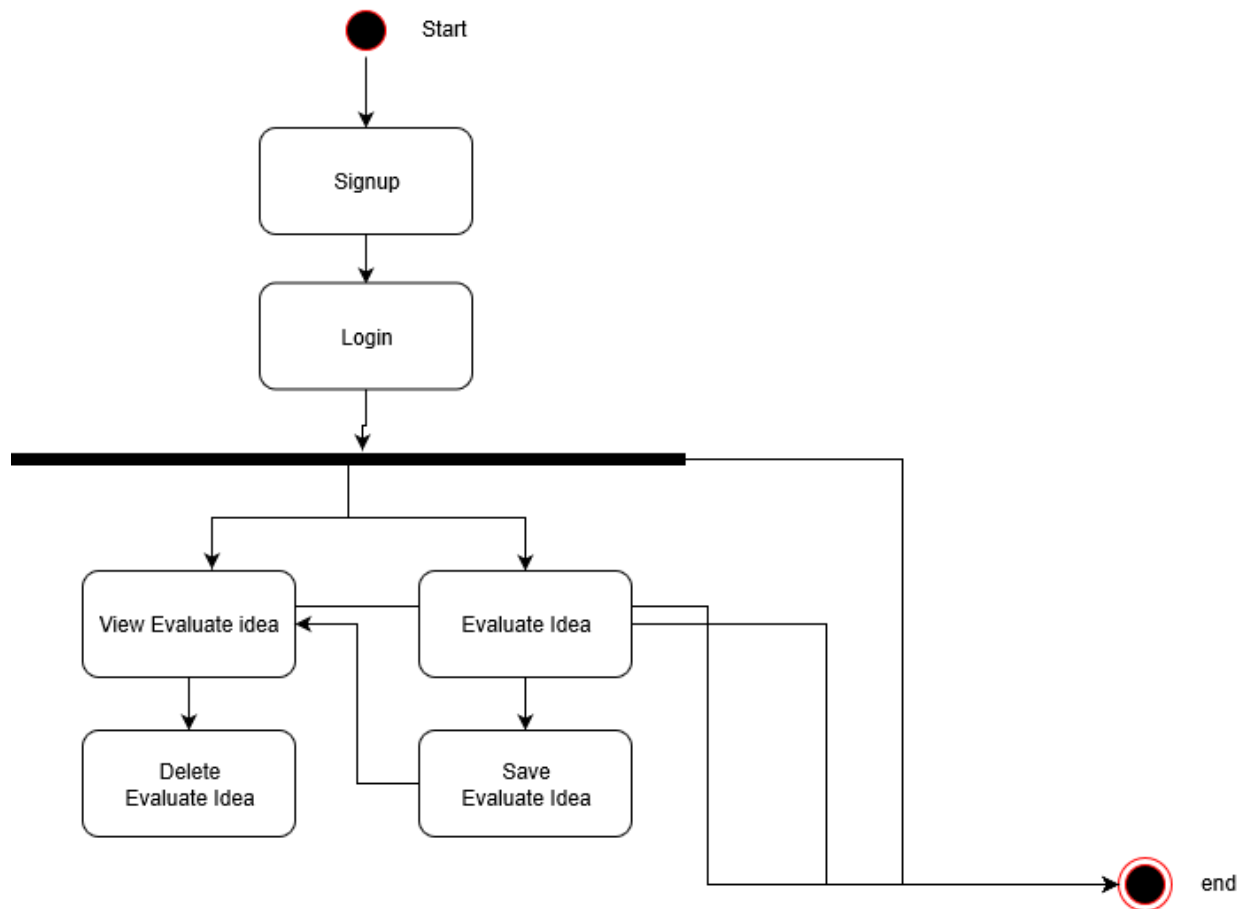 Start
Signup
Login
View Evaluate idea
Evaluate Idea
Delete
Evaluate Idea
Save
Evaluate Idea
end